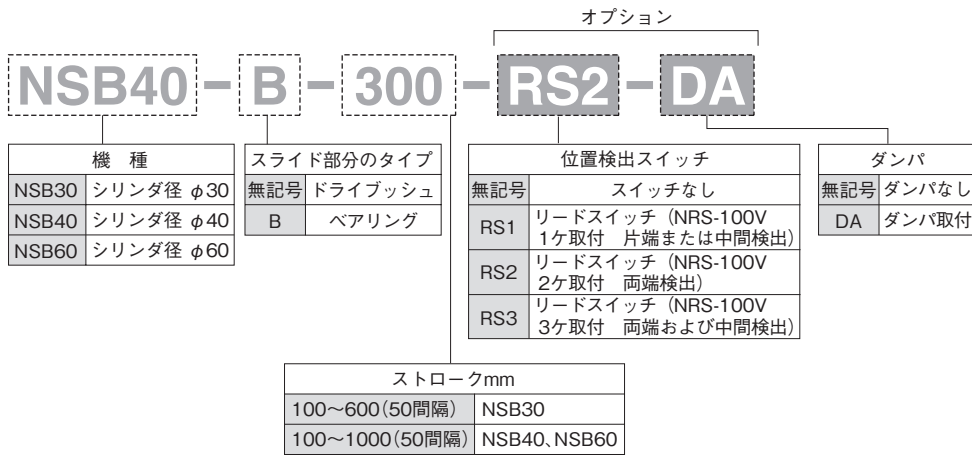 オプション
NSB40-B-300-RS2-DA
機　種
NSB30 シリンダ径 φ30
NSB40 シリンダ径 φ40
NSB60 シリンダ径 φ60
スライド部分のタイプ
無記号 ドライブッシュ
B ベアリング
位置検出スイッチ
無記号 スイッチなし
RS1 リードスイッチ（NRS-100V
1ケ取付　片端または中間検出）
RS2 リードスイッチ（NRS-100V
2ケ取付　両端検出）
RS3 リードスイッチ（NRS-100V
3ケ取付　両端および中間検出）
ダンパ
無記号 ダンパなし
DA ダンパ取付
ストロークmm
100～600（50間隔） NSB30
100～1000（50間隔） NSB40、NSB60